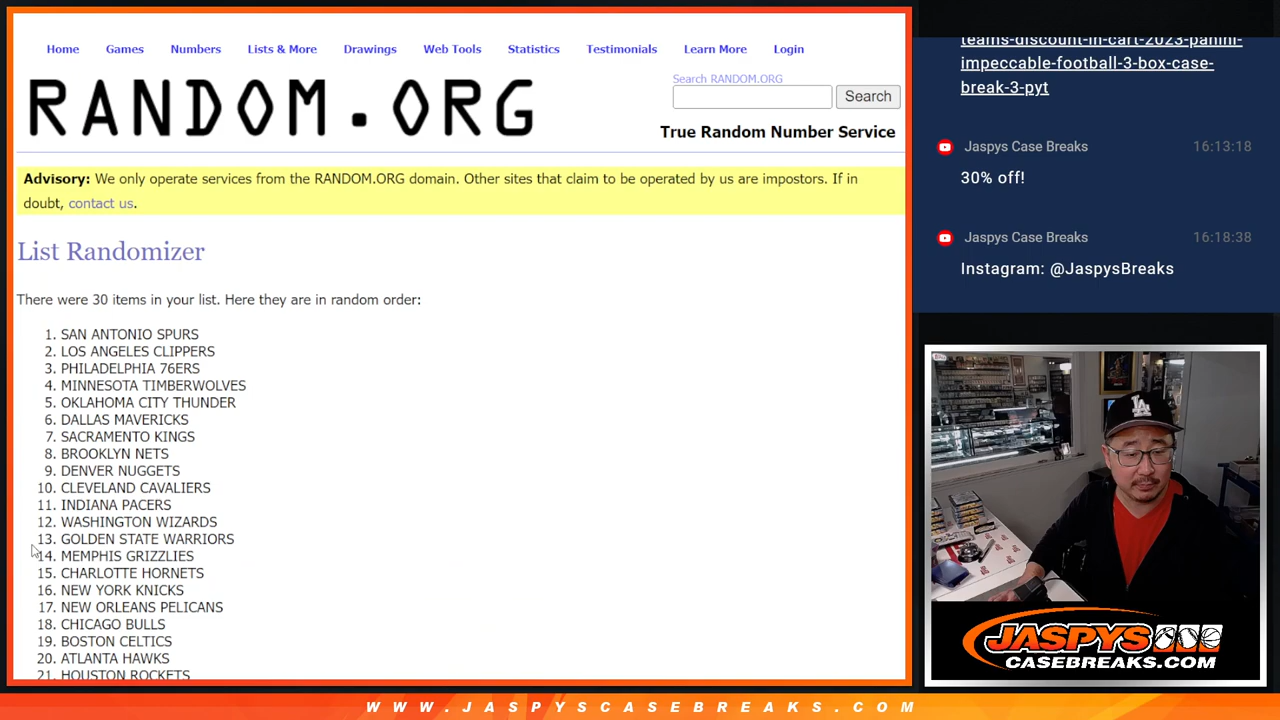 Home Games Numbers Lists & More Drawings Web Tools Statistics Testimonials Learn More Login
RANDOM.ORG
Search RANDOM.ORG
Search
True Random Number Service
Advisory: We only operate services from the RANDOM.ORG domain. Other sites that claim to be operated by us are impostors. If in
doubt, contact us.
List Randomizer
There were 30 items in your list. Here they are in random order:
1. SAN ANTONIO SPURS
2. LOS ANGELES CLIPPERS
3. PHILADELPHIA 76ERS
4. MINNESOTA TIMBERWOLVES
5. OKLAHOMA CITY THUNDER
6. DALLAS MAVERICKS
7. SACRAMENTO KINGS
8. BROOKLYN NETS
9. DENVER NUGGETS
10. CLEVELAND CAVALIERS
11. INDIANA PACERS
12. WASHINGTON WIZARDS
13. GOLDEN STATE WARRIORS
14. MEMPHIS GRIZZLIES
15. CHARLOTTE HORNETS
16. NEW YORK KNICKS
17. NEW ORLEANS PELICANS
18. CHICAGO BULLS
19. BOSTON CELTICS
20. ATLANTA HAWKS
21. HOUSTON ROCKETS
teams-discount-in-cart-2023-panini-
impeccable-football-3-box-case-
break-3-pyt
Jaspys Case Breaks 16:13:18
30% off!
Jaspys Case Breaks 16:18:38
Instagram: @JaspysBreaks
LA
JASPYS
CASEBREAKS.COM
WWW.JASPYSCASEBREAKS.COM